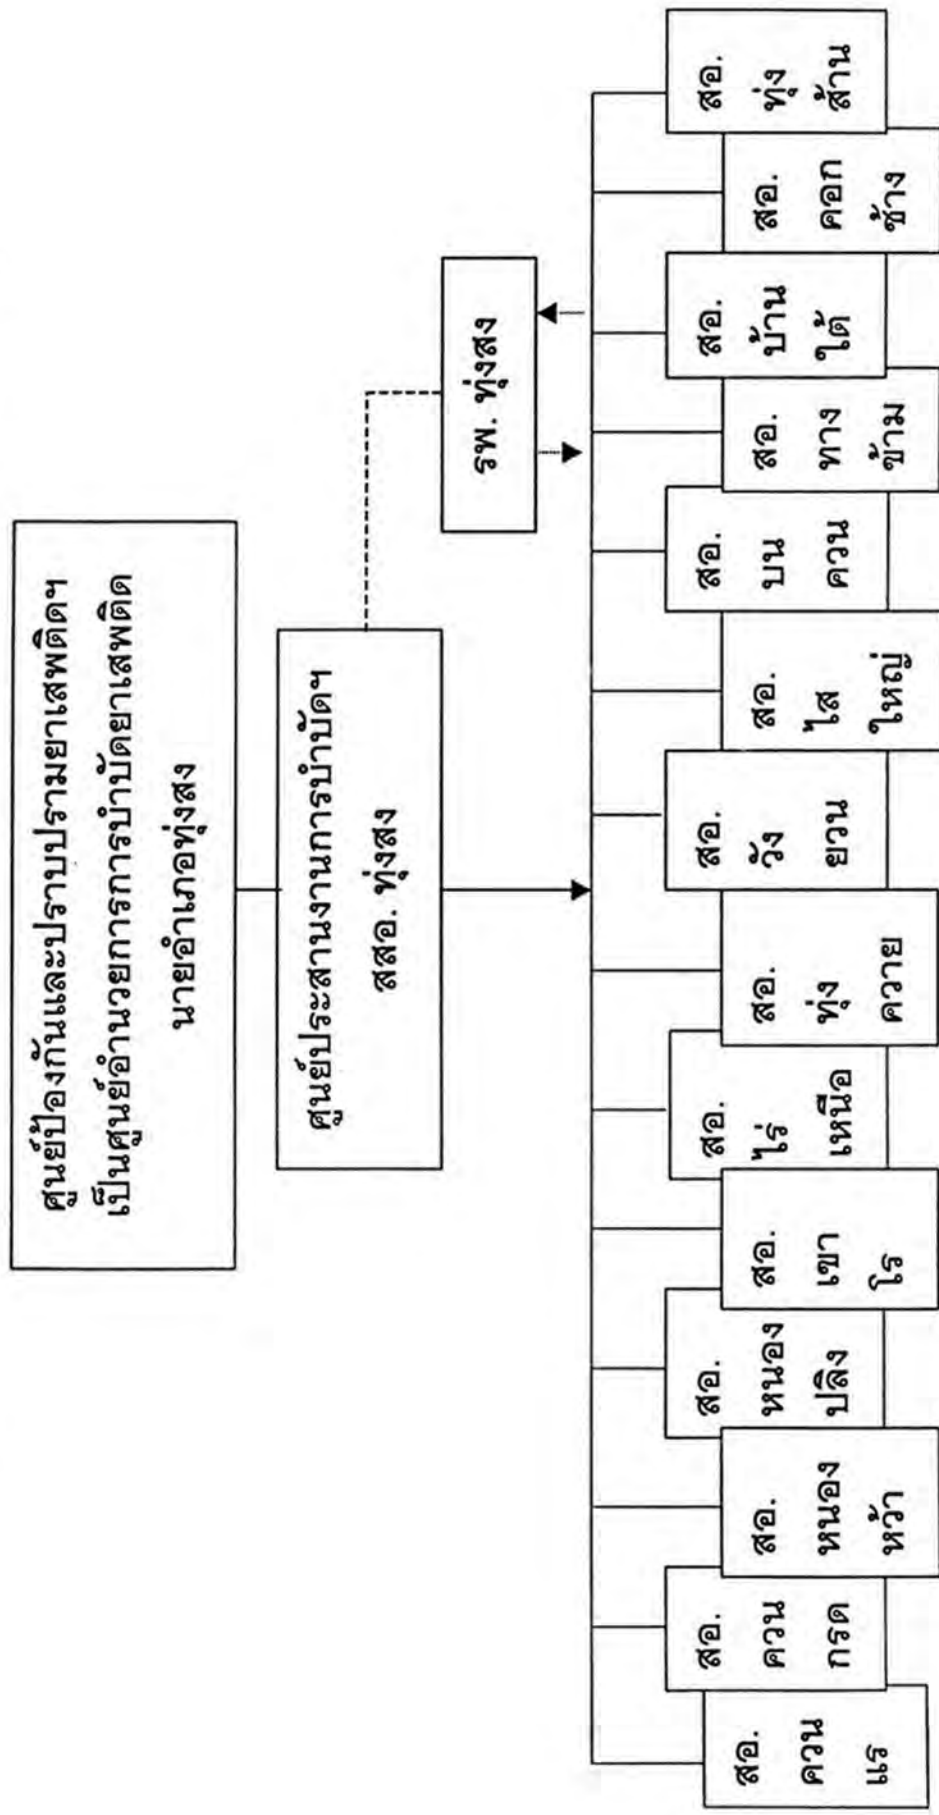 ศูนย์ป้องกันและปราบปรามยาเสพติดฯ
เป็นศูนย์อำนวยการการบำบัดยาเสพติด
นายอำเภอทุ่งสง
ศูนย์ประสานงานการบำบัดฯ
สสอ. ทุ่งสง
รพ. ทุ่งสง
สอ.
ควน
แร
สอ.
ควน
กรด
สอ.
หนอง
หว้า
สอ.
หนอง
ปลิง
สอ.
เขา
โร
สอ.
ไร่
เหนือ
สอ.
ทุ่ง
ควาย
สอ.
วัง
ยวน
สอ.
ไส
ใหญ่
สอ.
บน
ควน
สอ.
ทาง
ข้าม
สอ.
บ้าน
ใต้
สอ.
คอก
ช้าง
สอ.
ทุ่ง
ส้าน